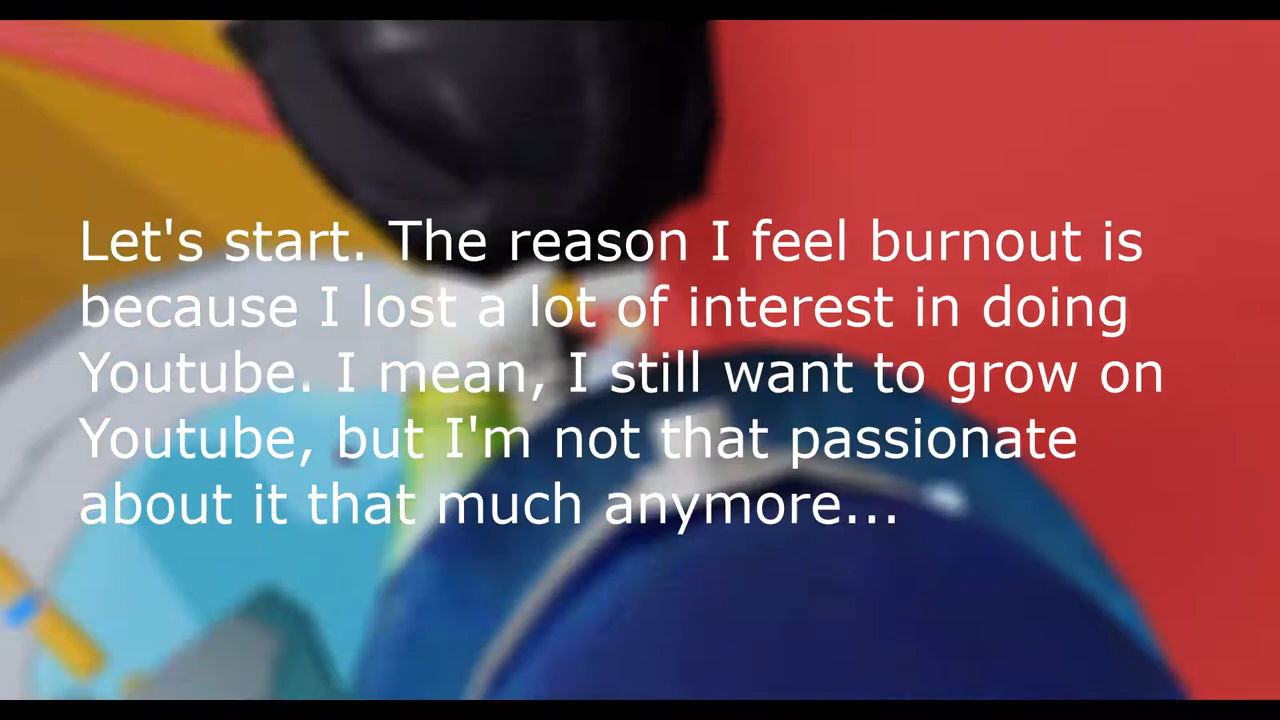 Let's start. The reason I feel burnout is
because I lost a lot of interest in doing
Youtube. I mean, I still want to grow on
Youtube, but I'm not that passionate
about it that much anymore...